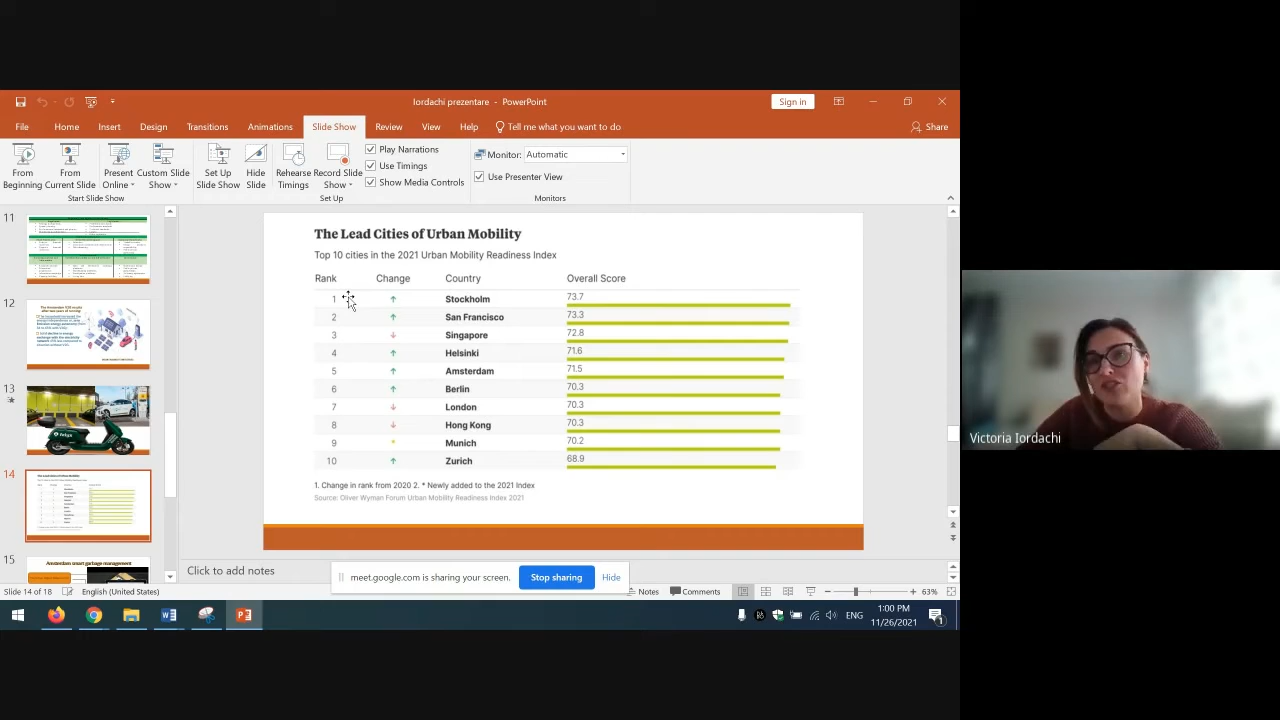 Iordachi prezentare - PowerPoint
Sign in
File Home Insert Design Transitions Animations Slide Show Review View Help Tell me what you want to do Share
From Beginning
From Current Slide
Present Online
Custom Slide Show
Start Slide Show
Set Up Slide Show
Hide Slide
Rehearse Timings
Record Slide Show
Play Narrations
Use Timings
Show Media Controls
Set Up
Monitor: Automatic
Use Presenter View
Monitors
11
12
13
14
15
Amsterdam smart garbage management
The Lead Cities of Urban Mobility
Top 10 cities in the 2021 Urban Mobility Readiness Index
Rank Change Country Overall Score
1 ↑ Stockholm 73.7
2 ↑ San Francisco 73.3
3 ↓ Singapore 72.8
4 ↑ Helsinki 71.6
5 ↑ Amsterdam 71.5
6 ↑ Berlin 70.3
7 ↓ London 70.3
8 ↓ Hong Kong 70.3
9 * Munich 70.2
10 ↑ Zurich 68.9
1. Change in rank from 2020 2. * Newly added to the 2021 Index
Source: Oliver Wyman Forum Urban Mobility Readiness Index 2021
Click to add notes
meet.google.com is sharing your screen. Stop sharing Hide
Slide 14 of 18 English (United States) Notes Comments 63%
ENG
1:00 PM
11/26/2021
Victoria Iordachi